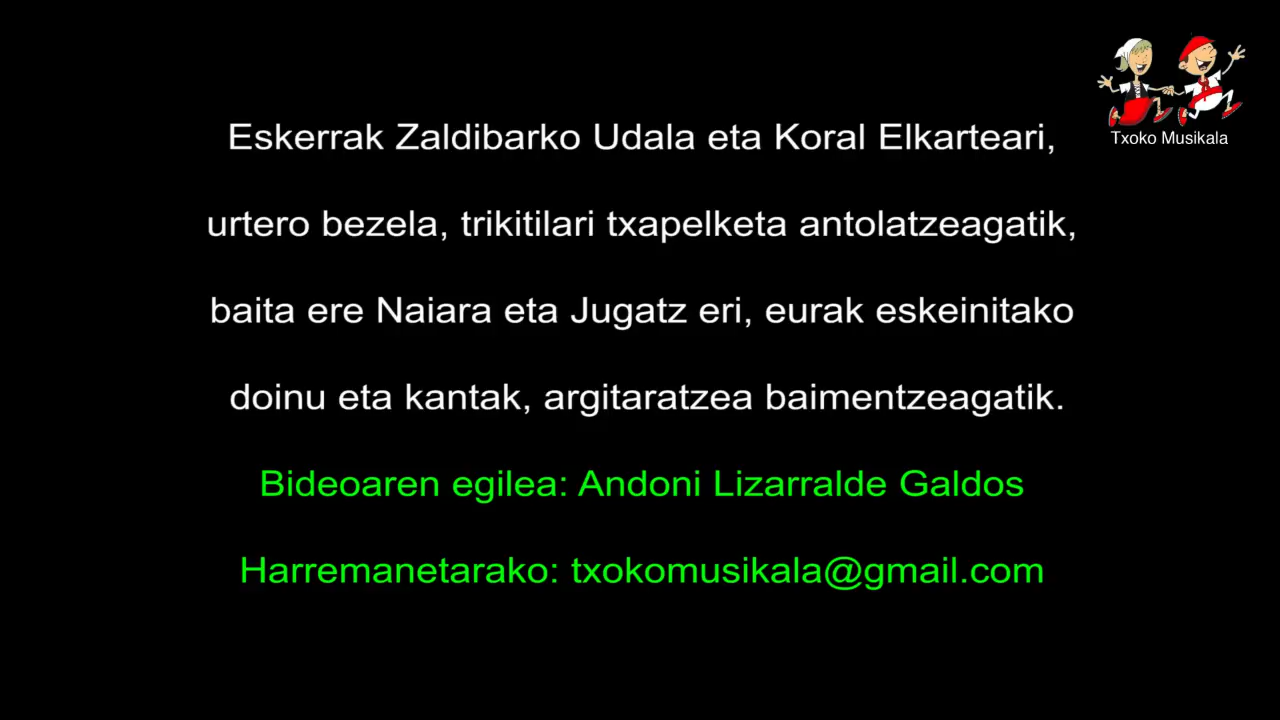 Txoko Musikala
Eskerrak Zaldibarko Udala eta Koral Elkarteari,
urtero bezela, trikitilari txapelketa antolatzeagatik,
baita ere Naiara eta Jugatz eri, eurak eskeinitako
doinu eta kantak, argitaratzea baimentzeagatik.
Bideoaren egilea: Andoni Lizarralde Galdos
Harremanetarako: txokomusikala@gmail.com